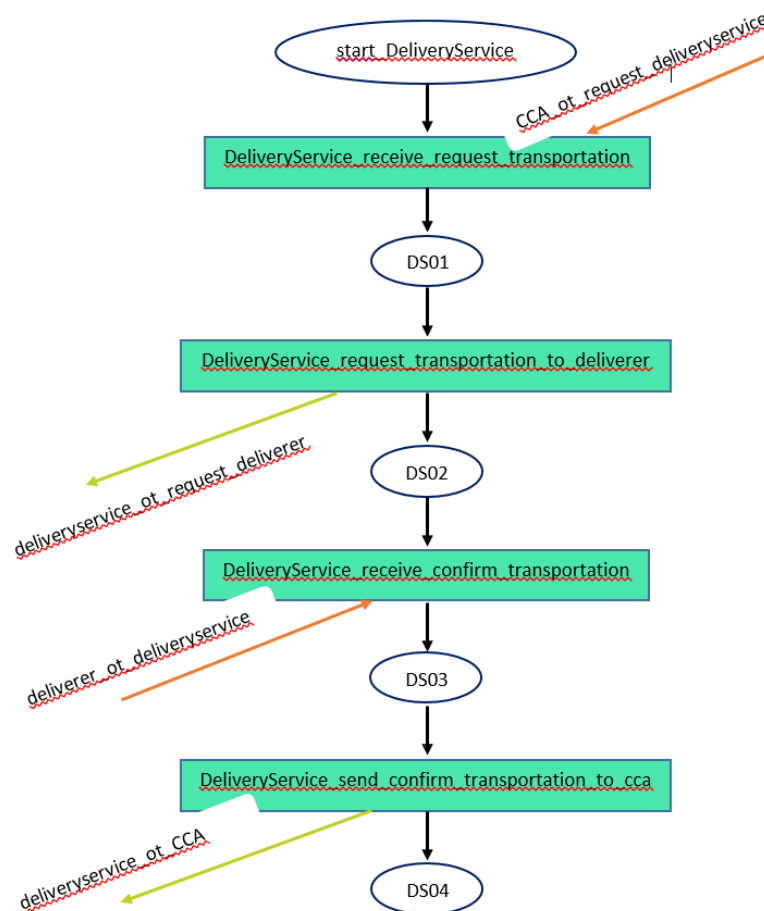 start_DeliveryService
CCA_ot_request_deliveryservice
DeliveryService_receive_request_transportation
DS01
DeliveryService_request_transportation_to_deliverer
deliveryservice_ot_request_deliverer
DS02
DeliveryService_receive_confirm_transportation
deliverer_ot_deliveryservice
DS03
DeliveryService_send_confirm_transportation_to_cca
deliveryservice_ot_CCA
DS04